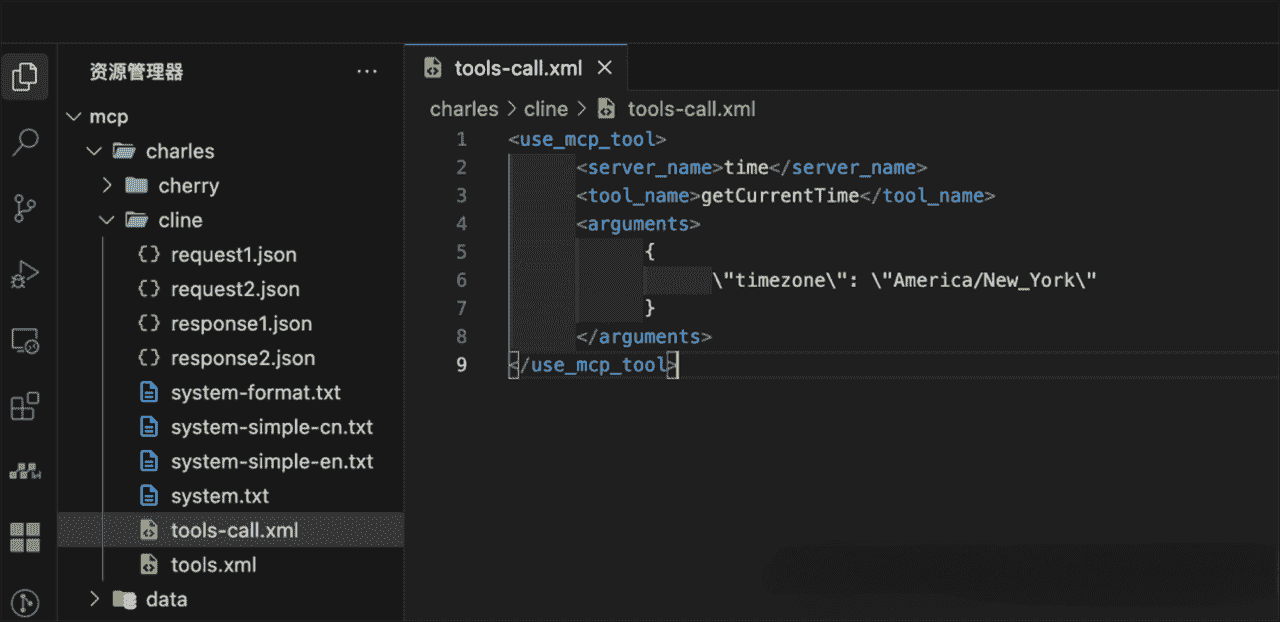 资源管理器 ···
mcp
charles
cherry
cline
{} request1.json
{} request2.json
{} response1.json
{} response2.json
system-format.txt
system-simple-cn.txt
system-simple-en.txt
system.txt
tools-call.xml
tools.xml
data
tools-call.xml ×
charles > cline > tools-call.xml
1 <use_mcp_tool>
2 <server_name>time</server_name>
3 <tool_name>getCurrentTime</tool_name>
4 <arguments>
5 {
6 \"timezone\": \"America/New_York\"
7 }
8 </arguments>
9 </use_mcp_tool>